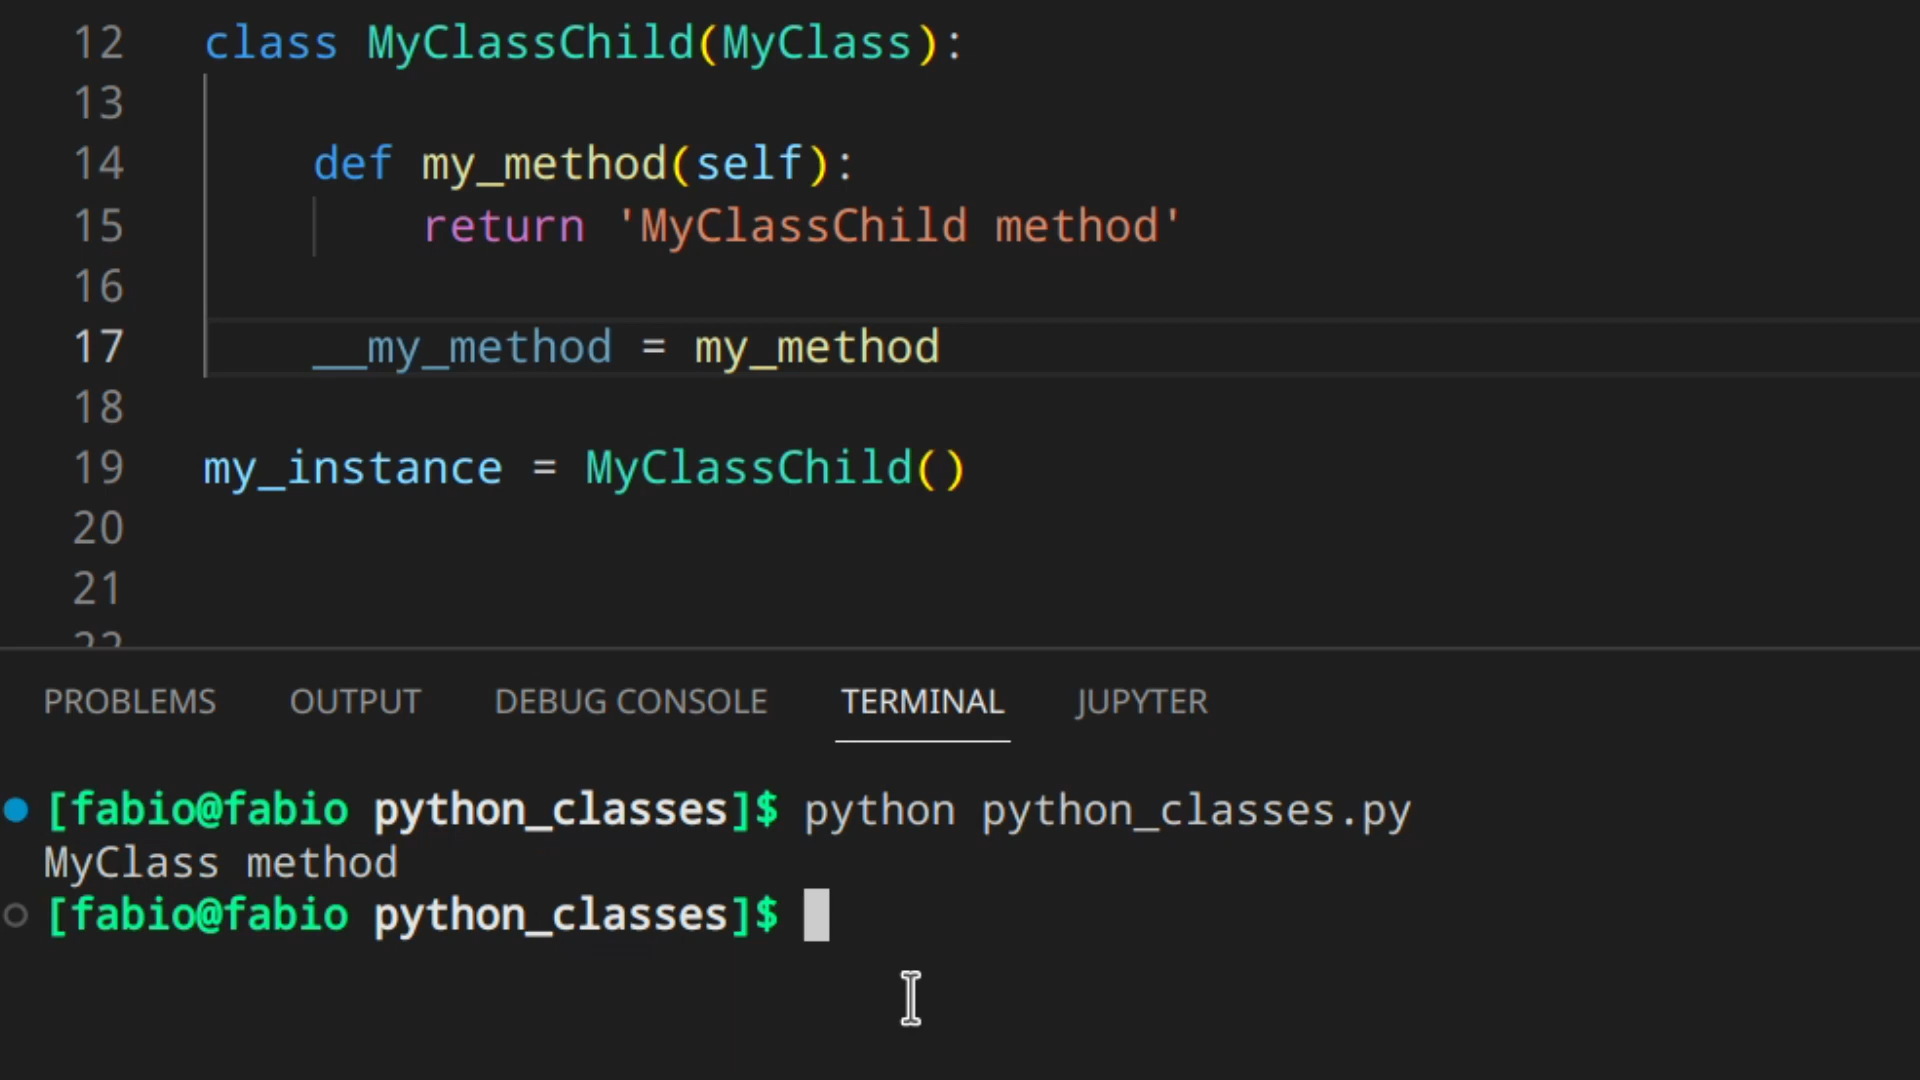 12 class MyClassChild(MyClass):
13
14 def my_method(self):
15 return 'MyClassChild method'
16
17 __my_method = my_method
18
19 my_instance = MyClassChild()
20
21
22
PROBLEMS OUTPUT DEBUG CONSOLE TERMINAL JUPYTER
[fabio@fabio python_classes]$ python python_classes.py
MyClass method
[fabio@fabio python_classes]$